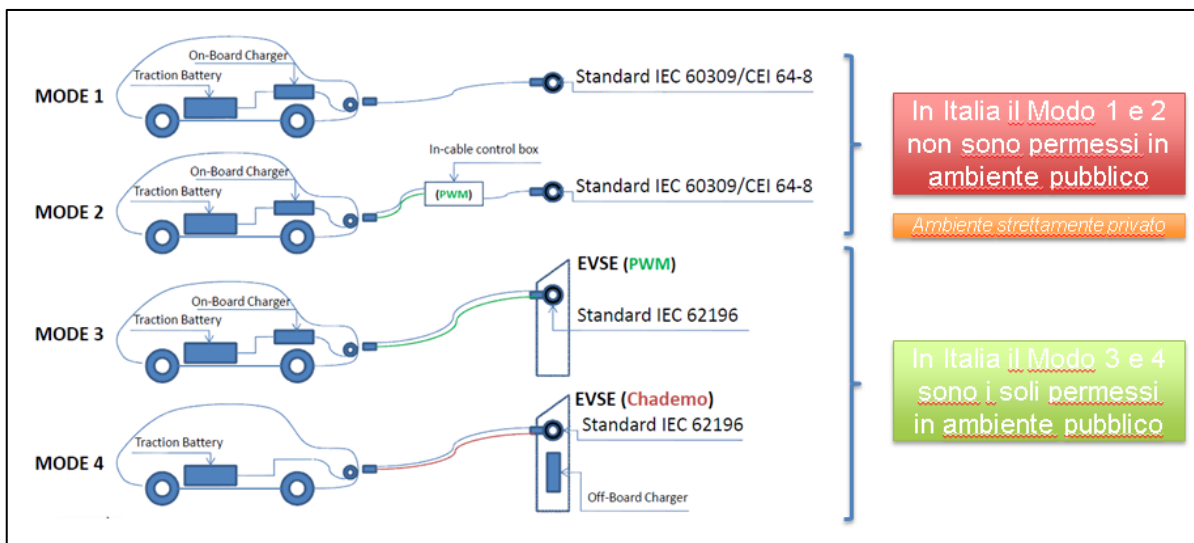 On-Board Charger
Traction Battery
MODE 1
Standard IEC 60309/CEI 64-8
In-cable control box
On-Board Charger
Traction Battery
(PWM)
MODE 2
Standard IEC 60309/CEI 64-8
EVSE (PWM)
On-Board Charger
Traction Battery
MODE 3
Standard IEC 62196
EVSE (Chademo)
Standard IEC 62196
Traction Battery
MODE 4
Off-Board Charger
In Italia il Modo 1 e 2
non sono permessi in
ambiente pubblico
Ambiente strettamente privato
In Italia il Modo 3 e 4
sono i soli permessi
in ambiente pubblico